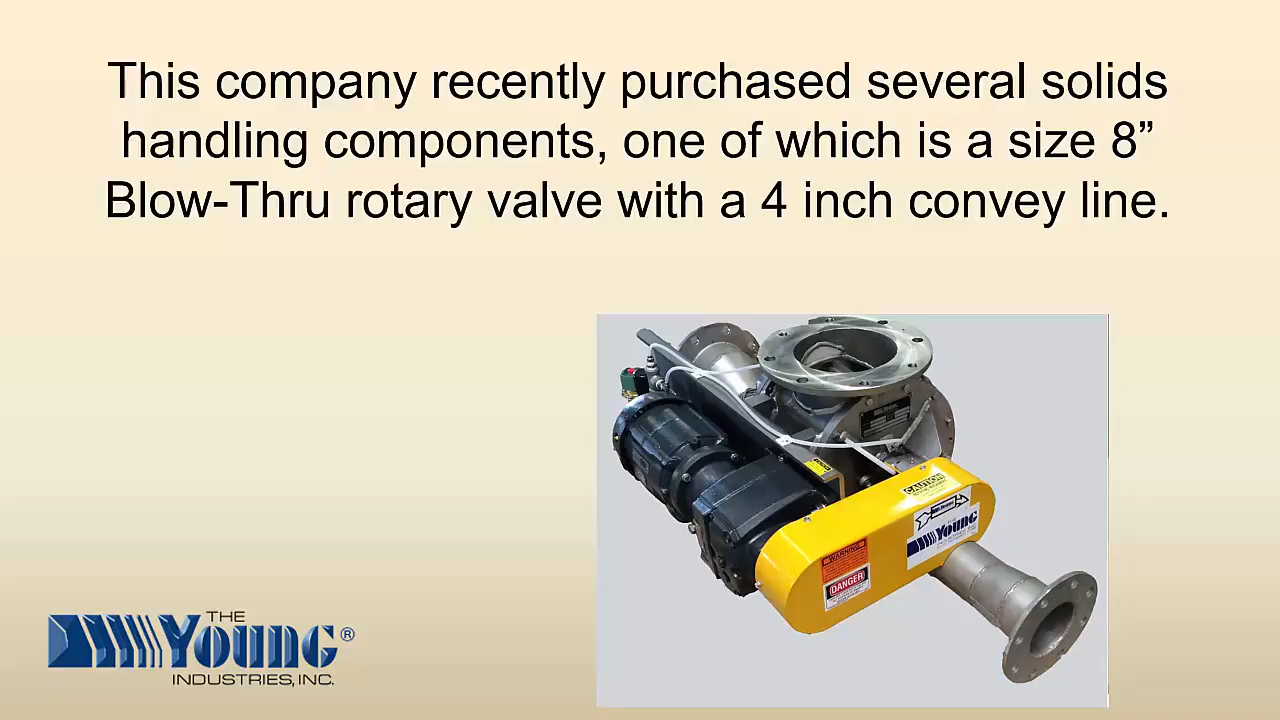 This company recently purchased several solids
handling components, one of which is a size 8”
Blow-Thru rotary valve with a 4 inch convey line.
CAUTION
YOUNG
WARNING
DANGER
THE
YOUNG®
INDUSTRIES, INC.